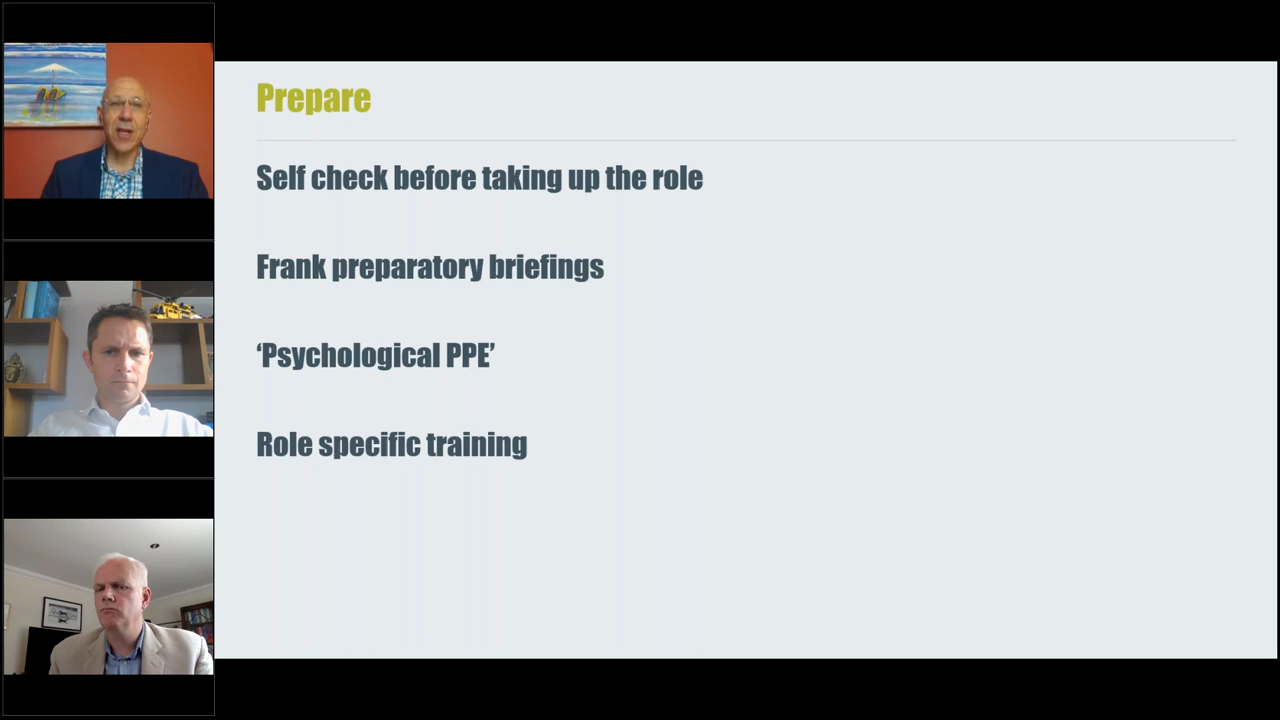 Prepare
Self check before taking up the role
Frank preparatory briefings
‘Psychological PPE’
Role specific training